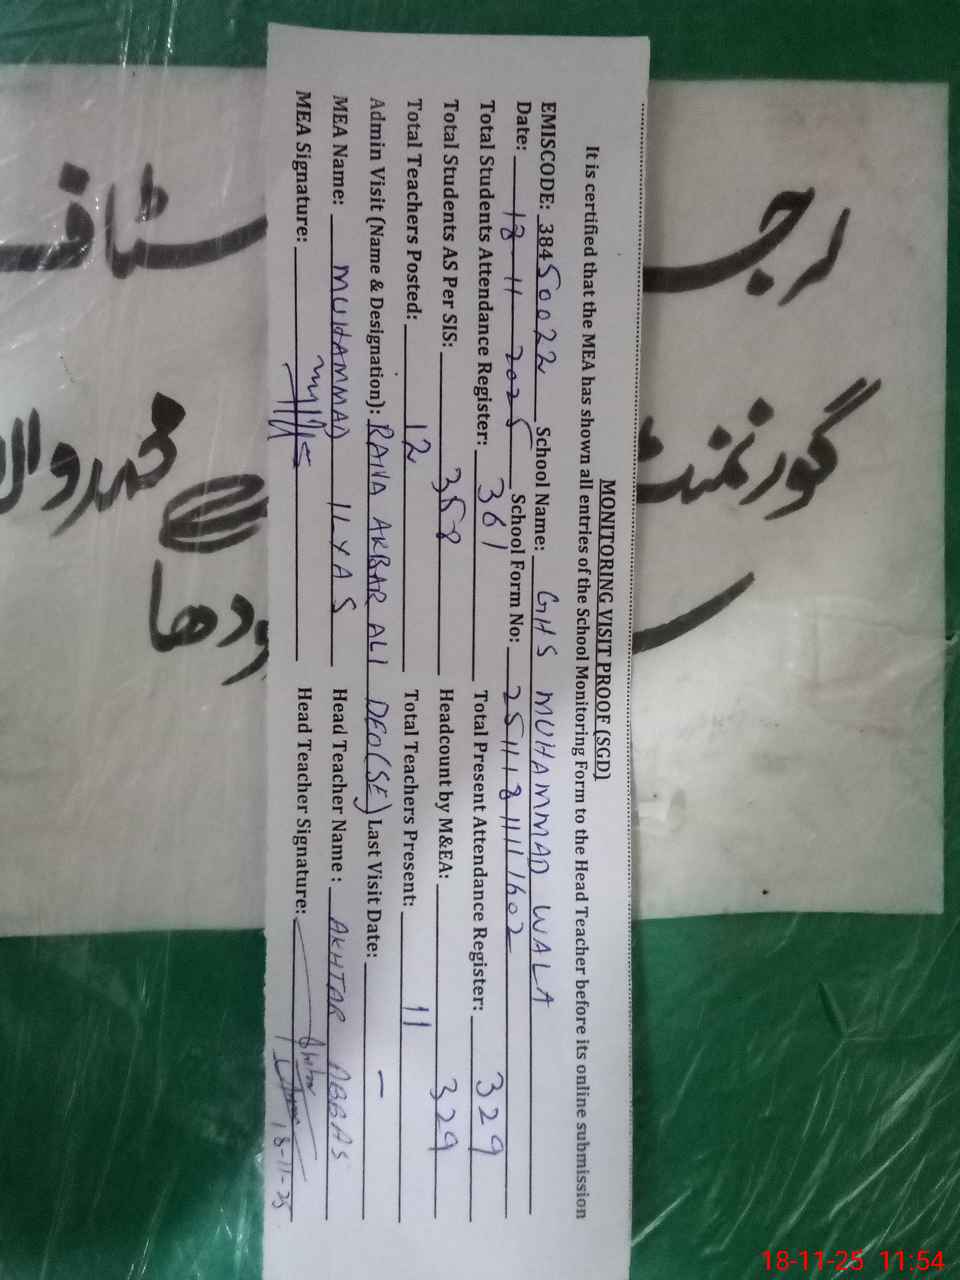 MONITORING VISIT PROOF (SGD)
It is certified that the MEA has shown all entries of the School Monitoring Form to the Head Teacher before its online submission
EMISCODE: 38450022 School Name: GHS MUHAMMAD WALA
Date: 18 11 2025 School Form No: 25111811111602
Total Students Attendance Register: 361 Total Present Attendance Register: 329
Total Students AS Per SIS: 358 Headcount by M&EA: 329
Total Teachers Posted: 12 Total Teachers Present: 11
Admin Visit (Name & Designation): RANA AKBAR ALI DEO(SE) Last Visit Date: –
MEA Name: MUHAMMAD ILYAS Head Teacher Name : AKHTAR ABBAS
MEA Signature: Head Teacher Signature: 18-11-25
رجسٹر سٹاف
گورنمنٹ
18-11-25 11:54